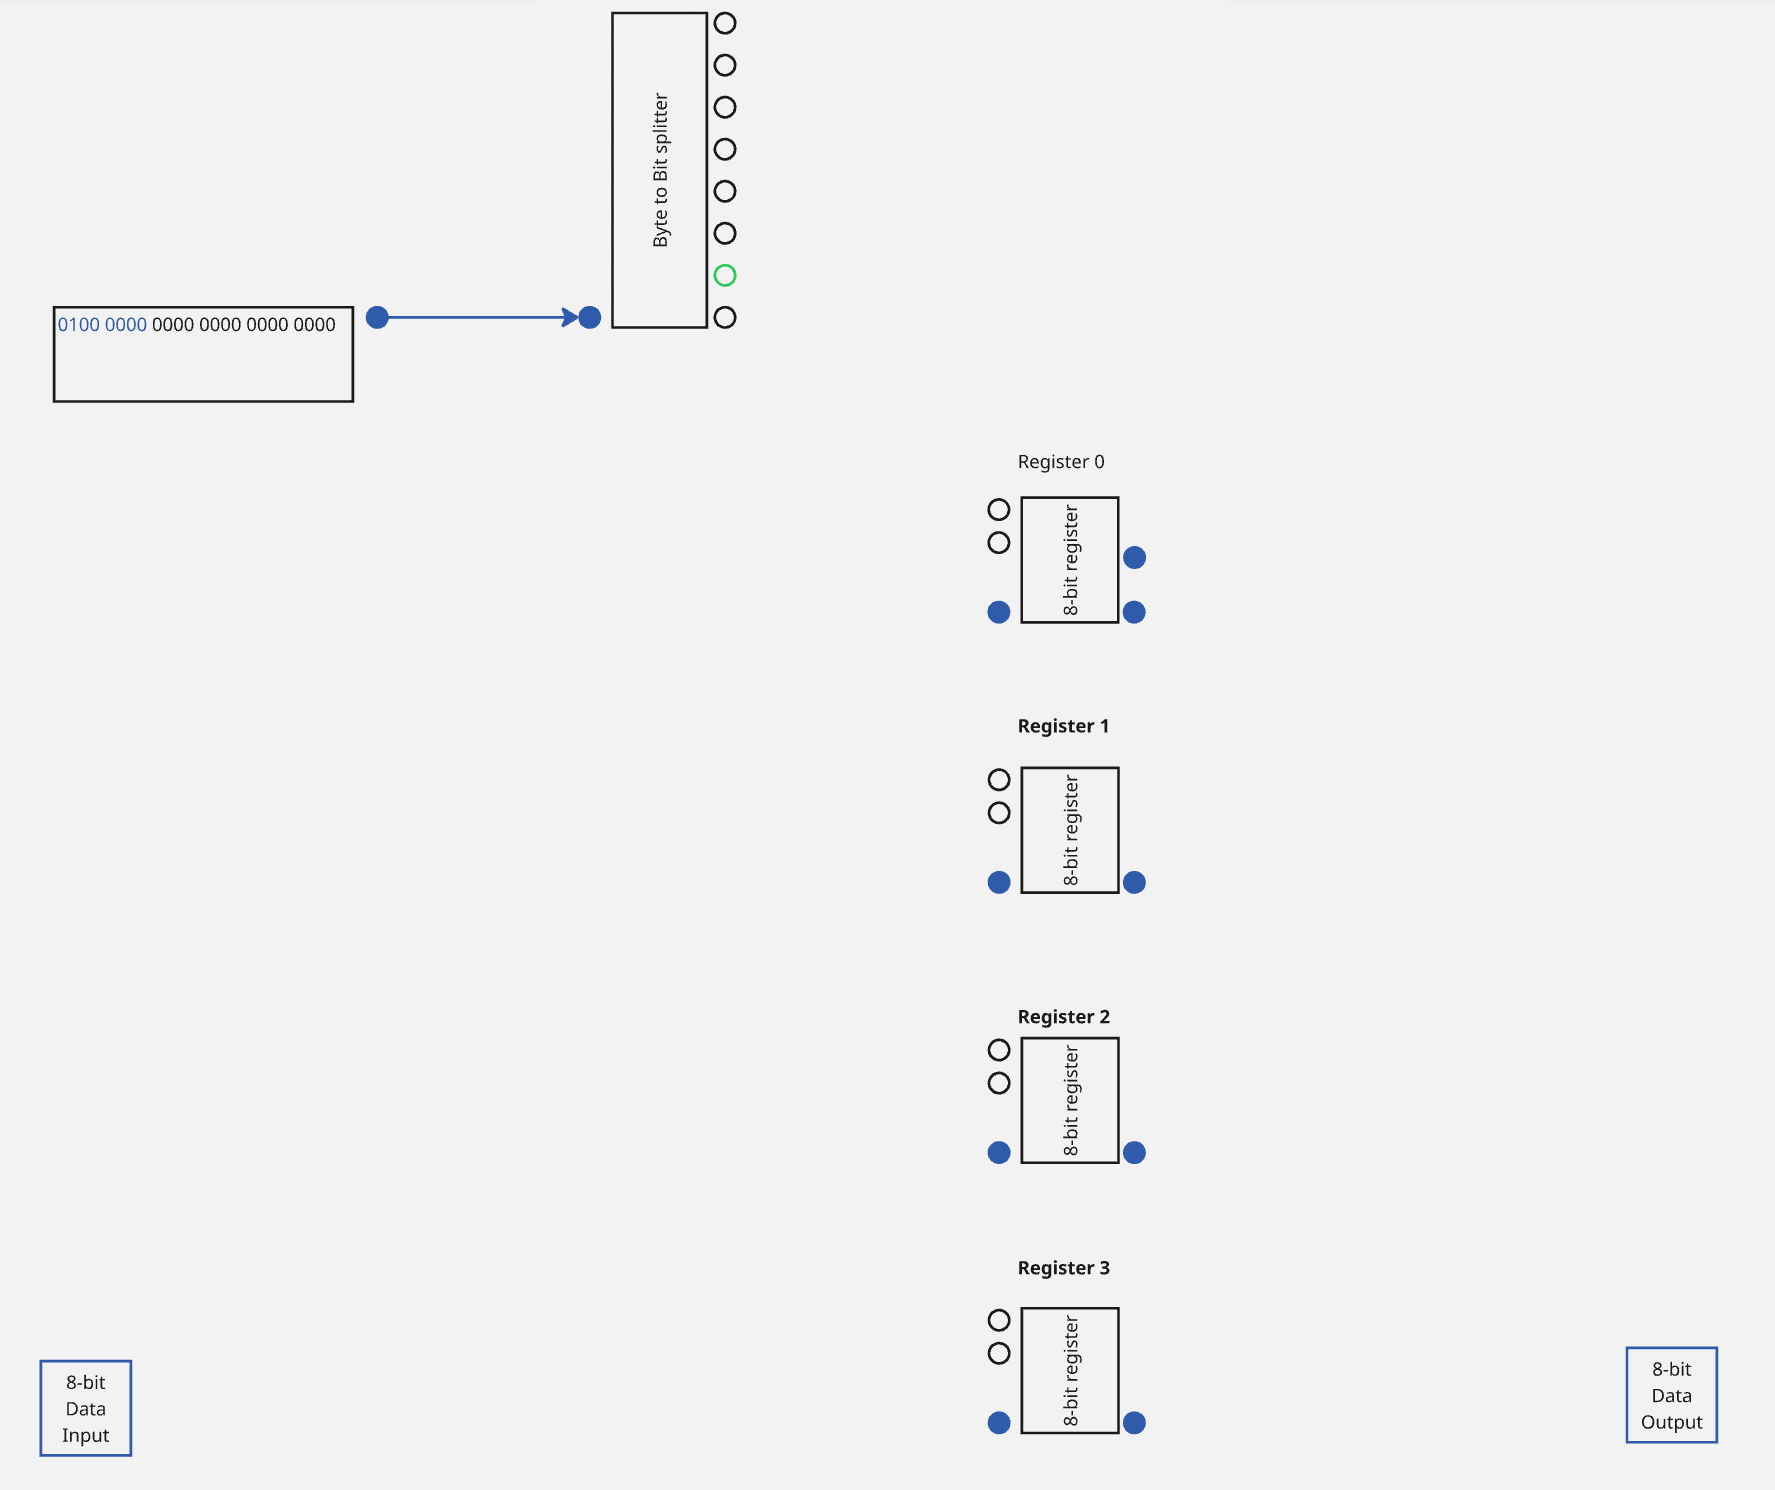 Byte to Bit splitter
0100 0000 0000 0000 0000 0000
Register 0
8-bit register
Register 1
8-bit register
Register 2
8-bit register
Register 3
8-bit register
8-bit
Data
Input
8-bit
Data
Output